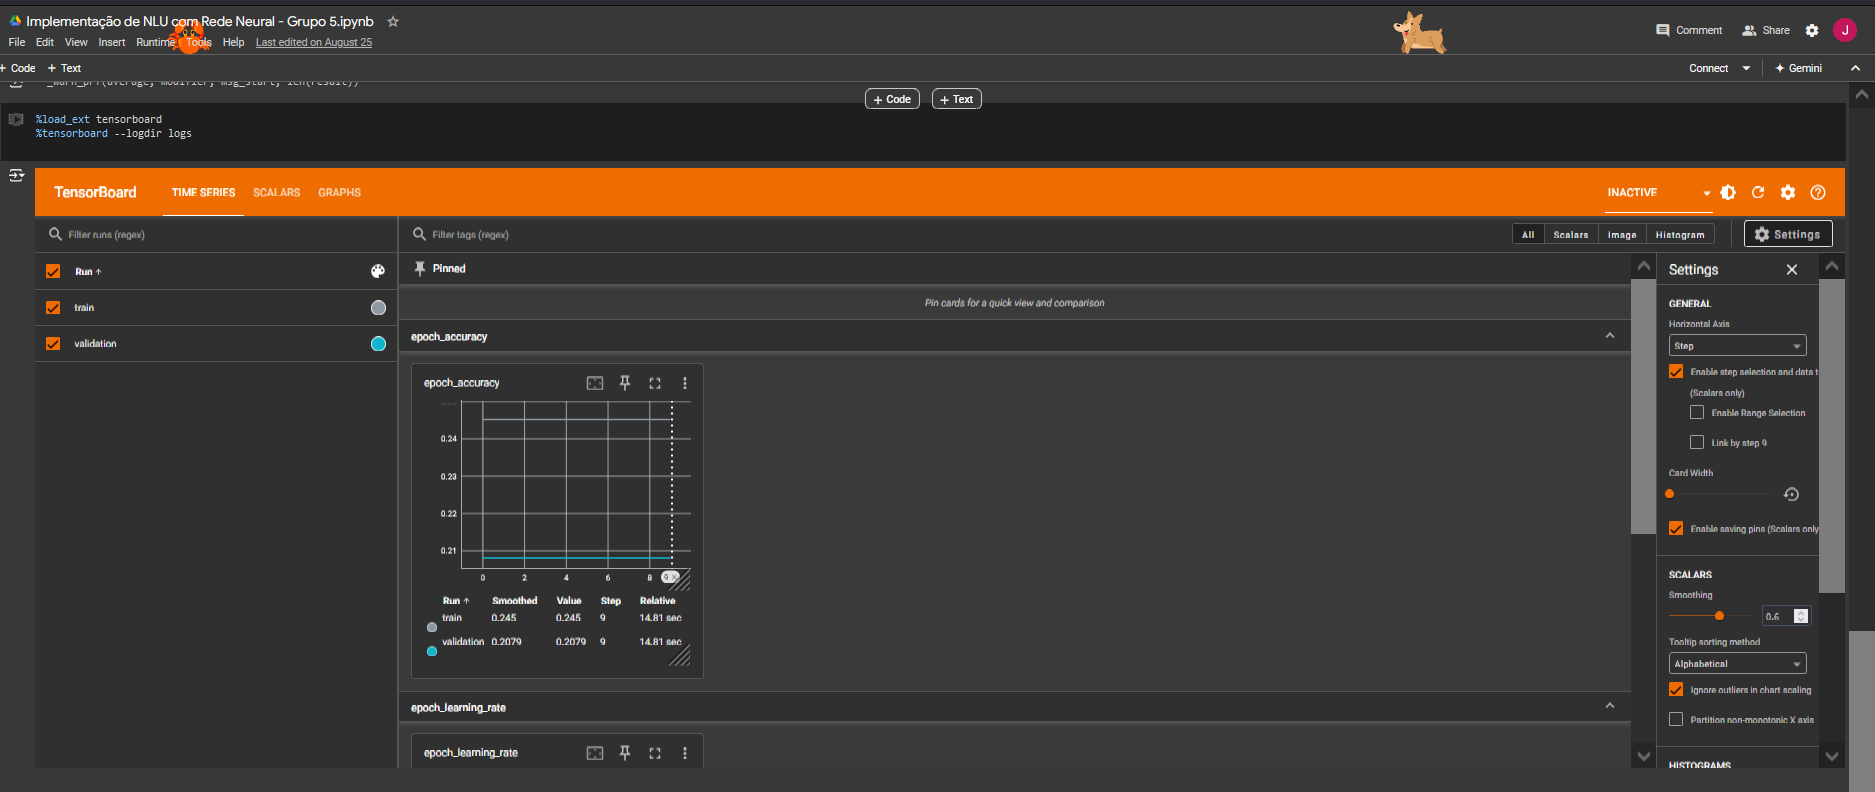 Implementação de NLU com Rede Neural - Grupo 5.ipynb
File Edit View Insert Runtime Tools Help Last edited on August 25
Comment Share J
+ Code + Text
Connect Gemini
_warn_prf(average, modifier, msg_start, len(result))
+ Code + Text
%load_ext tensorboard
%tensorboard --logdir logs
TensorBoard TIME SERIES SCALARS GRAPHS INACTIVE
Filter runs (regex)
Filter tags (regex)
All Scalars Image Histogram Settings
Run ↑
train
validation
Pinned
Pin cards for a quick view and comparison
epoch_accuracy
epoch_accuracy
0.24
0.23
0.22
0.21
0 2 4 6 8 9
Run ↑ Smoothed Value Step Relative
train 0.245 0.245 9 14.81 sec
validation 0.2079 0.2079 9 14.81 sec
epoch_learning_rate
epoch_learning_rate
Settings
GENERAL
Horizontal Axis
Step
Enable step selection and data t
(Scalars only)
Enable Range Selection
Link by step 9
Card Width
Enable saving pins (Scalars only
SCALARS
Smoothing
0.6
Tooltip sorting method
Alphabetical
Ignore outliers in chart scaling
Partition non-monotonic X axis
HISTOGRAMS